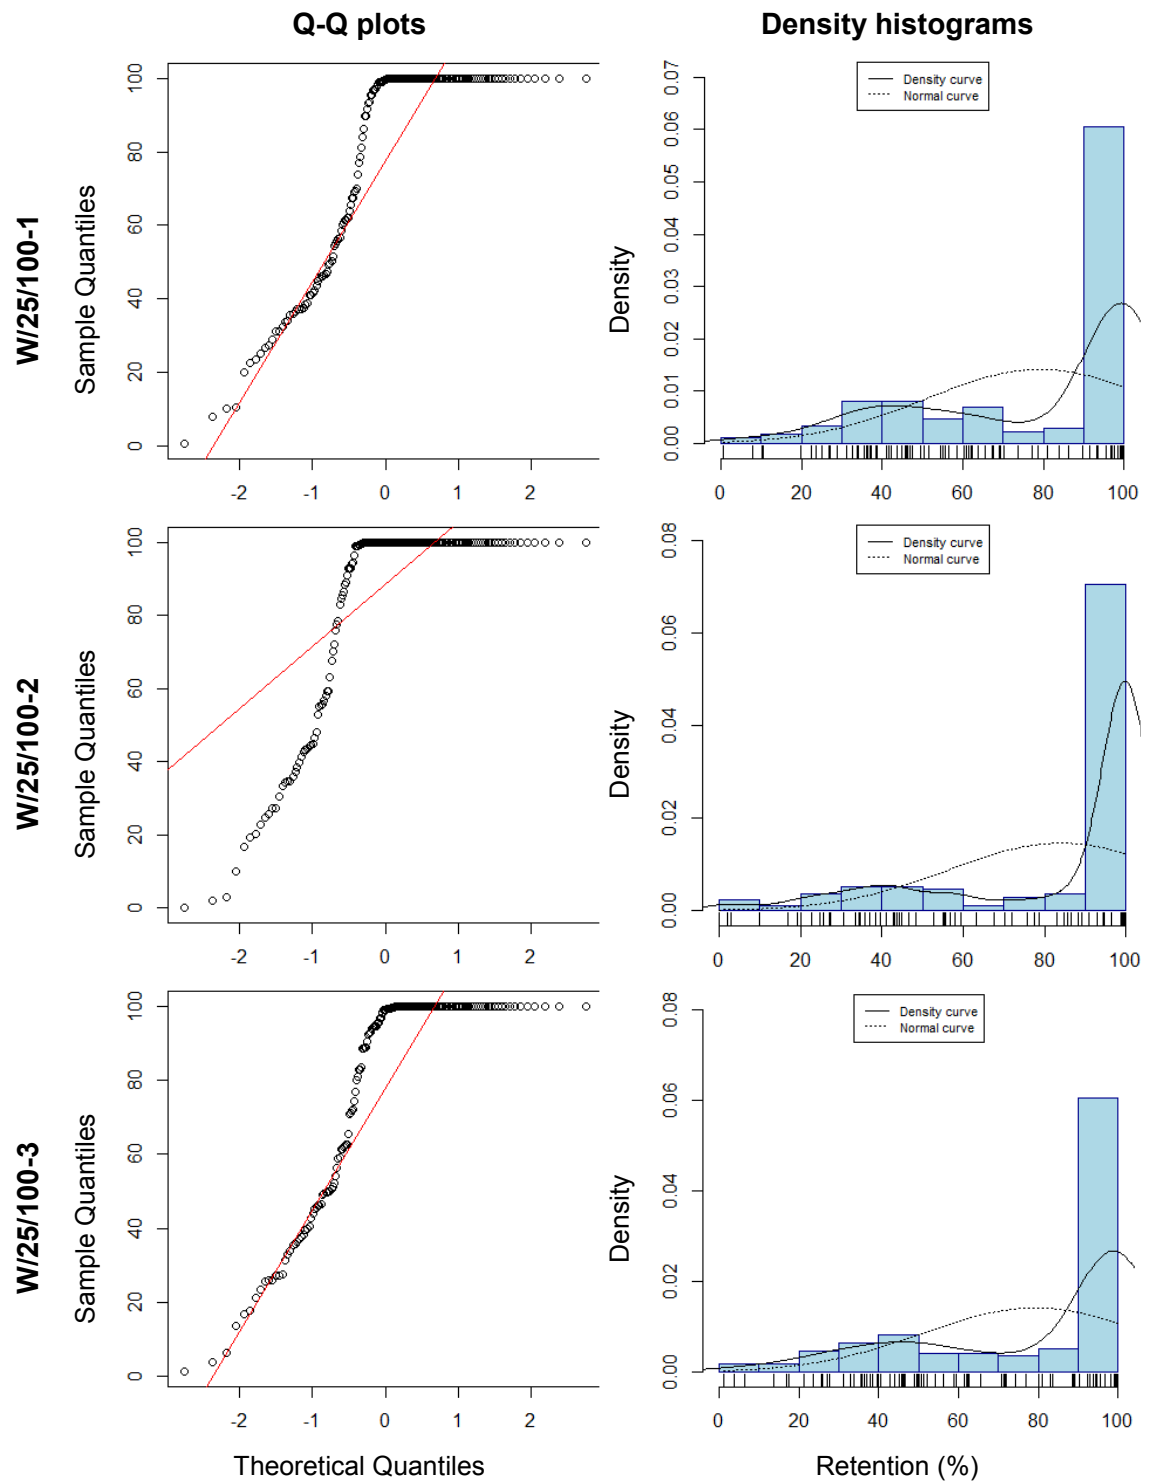 Q-Q plots
Density histograms
W/25/100-1
Sample Quantiles
0 20 40 60 80 100
-2 -1 0 1 2
Density
0.00 0.01 0.02 0.03 0.04 0.05 0.06 0.07
Density curve
Normal curve
0 20 40 60 80 100
W/25/100-2
Sample Quantiles
0 20 40 60 80 100
-2 -1 0 1 2
Density
0.00 0.02 0.04 0.06 0.08
Density curve
Normal curve
0 20 40 60 80 100
W/25/100-3
Sample Quantiles
0 20 40 60 80 100
-2 -1 0 1 2
Density
0.00 0.02 0.04 0.06 0.08
Density curve
Normal curve
0 20 40 60 80 100
Theoretical Quantiles
Retention (%)